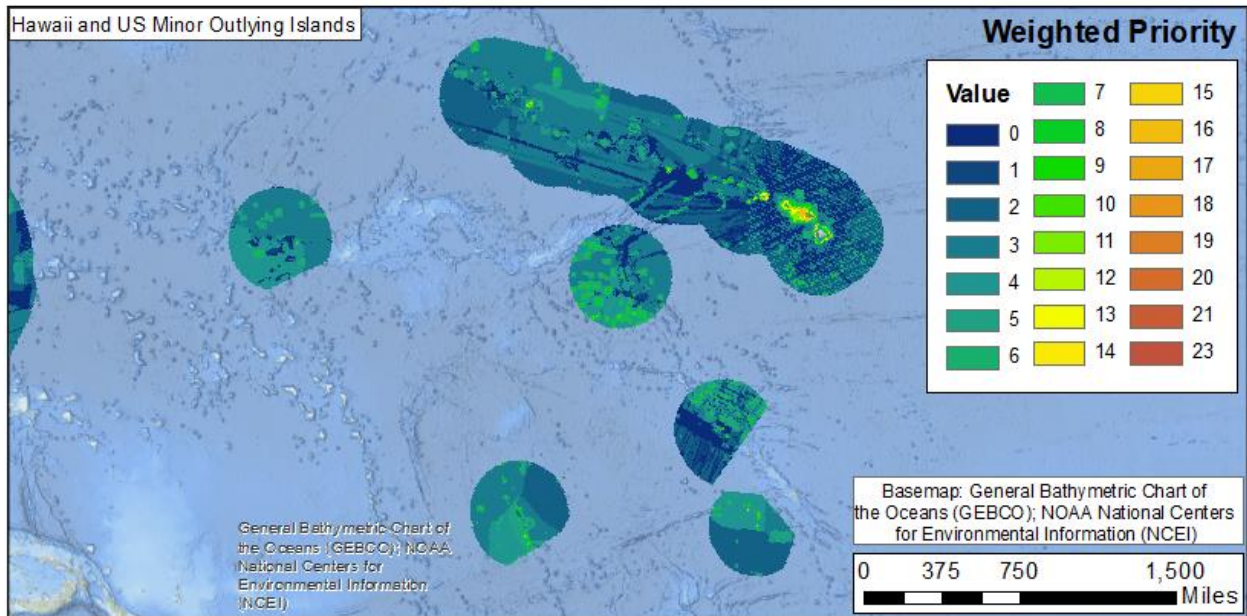 Hawaii and US Minor Outlying Islands
Weighted Priority
Value
0
1
2
3
4
5
6
7
8
9
10
11
12
13
14
15
16
17
18
19
20
21
23
General Bathymetric Chart of
the Oceans (GEBCO); NOAA
National Centers for
Environmental Information
(NCEI)
Basemap: General Bathymetric Chart of
the Oceans (GEBCO); NOAA National Centers
for Environmental Information (NCEI)
0 375 750 1,500
Miles